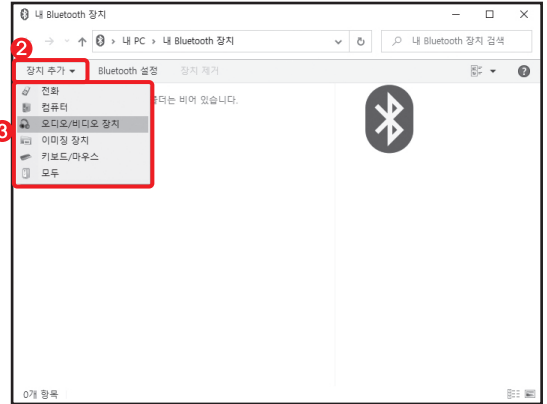 내 Bluetooth 장치
2
내 PC › 내 Bluetooth 장치
내 Bluetooth 장치 검색
장치 추가 Bluetooth 설정 장치 제거
3
전화
컴퓨터
오디오/비디오 장치
이미징 장치
키보드/마우스
모두
더는 비어 있습니다.
0개 항목